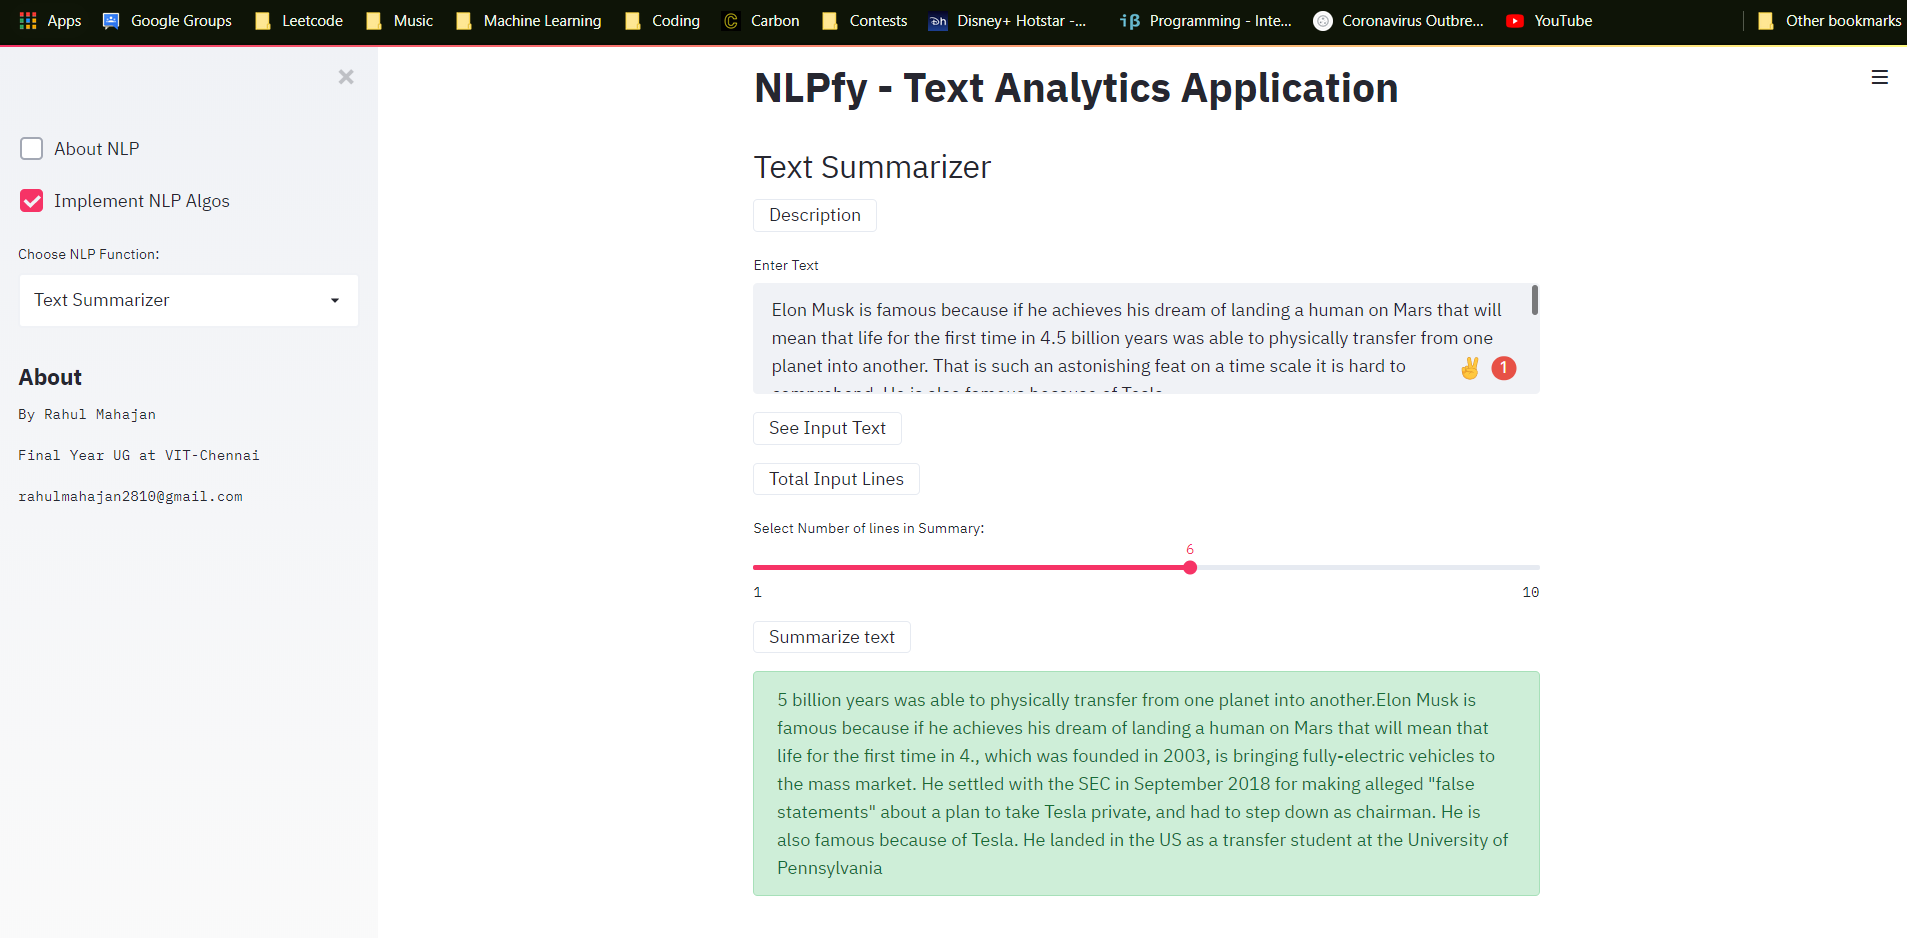 Apps Google Groups Leetcode Music Machine Learning Coding Carbon Contests Disney+ Hotstar -... Programming - Inte... Coronavirus Outbre... YouTube Other bookmarks
About NLP
Implement NLP Algos
Choose NLP Function:
Text Summarizer
About
By Rahul Mahajan
Final Year UG at VIT-Chennai
rahulmahajan2810@gmail.com
NLPfy - Text Analytics Application
Text Summarizer
Description
Enter Text
Elon Musk is famous because if he achieves his dream of landing a human on Mars that will
mean that life for the first time in 4.5 billion years was able to physically transfer from one
planet into another. That is such an astonishing feat on a time scale it is hard to
comprehend. He is also famous because of Tesla
1
See Input Text
Total Input Lines
Select Number of lines in Summary:
6
1 10
Summarize text
5 billion years was able to physically transfer from one planet into another.Elon Musk is
famous because if he achieves his dream of landing a human on Mars that will mean that
life for the first time in 4., which was founded in 2003, is bringing fully-electric vehicles to
the mass market. He settled with the SEC in September 2018 for making alleged "false
statements" about a plan to take Tesla private, and had to step down as chairman. He is
also famous because of Tesla. He landed in the US as a transfer student at the University of
Pennsylvania